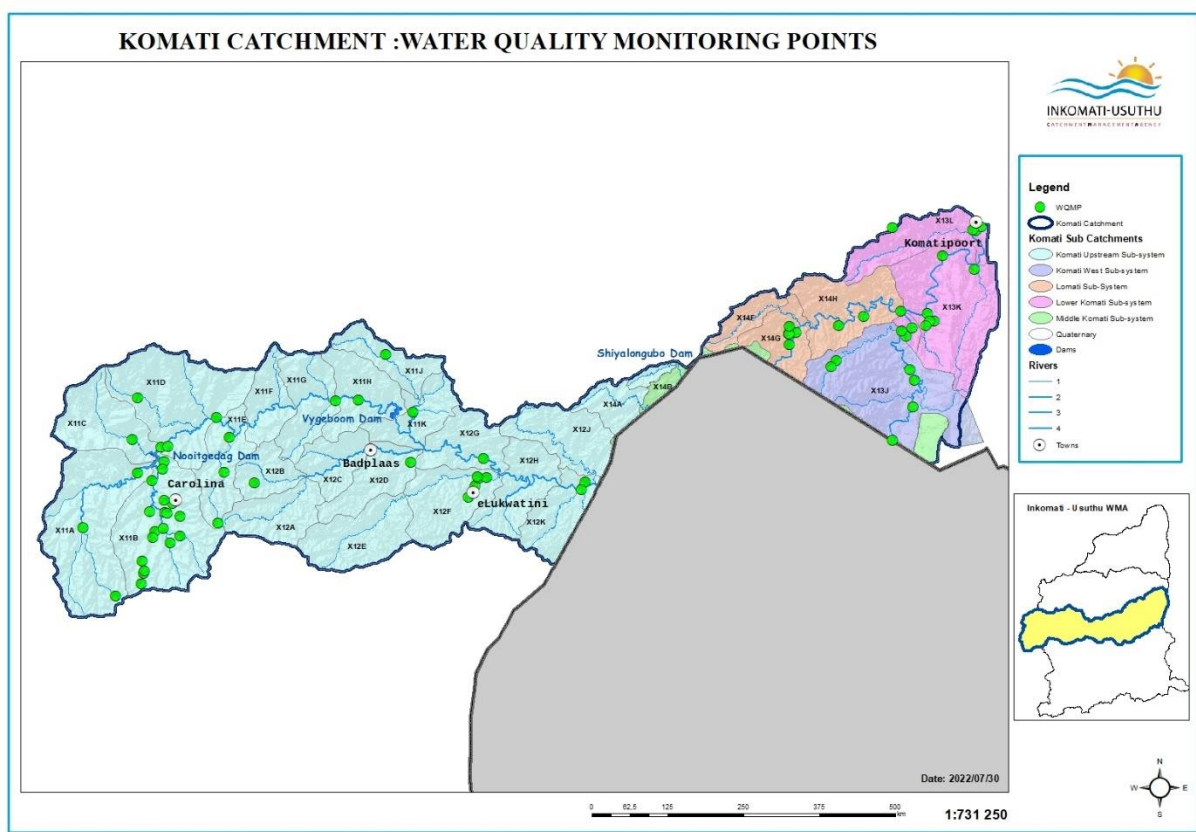 KOMATI CATCHMENT :WATER QUALITY MONITORING POINTS
INKOMATI-USUTHU
CATCHMENT MANAGEMENT AGENCY
Legend
WQMP
Komati Catchment
Komati Sub Catchments
Komati Upstream Sub-system
Komati West Sub-system
Lomati Sub-System
Lower Komati Sub-system
Middle Komati Sub-system
Quaternary
Dams
Rivers
1
2
3
4
Towns
X13L
Komatipoort
X14H
X14F
X13K
X14G
Shiyalongubo Dam
X13J
X14B
X14A
X11J
X11H
X11G
X11F
X11D
X11E
X11C
X11K
Vygeboom Dam
X12G
X12J
Nooitgedag Dam
Badplaas
X12H
X12B
X12C
X12D
Carolina
eLukwatini
X12F
X12K
X11A
X11B
X12A
X12E
Inkomati - Usuthu WMA
Date: 2022/07/30
N
W
E
S
0 62.5 125 250 375 500
km
1:731 250